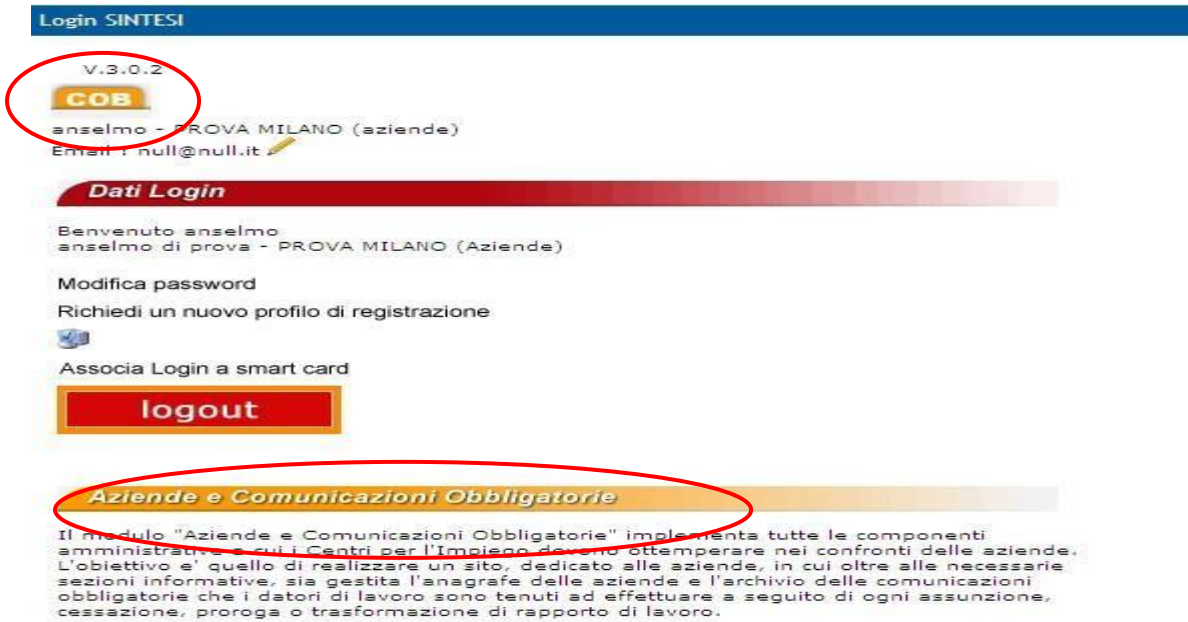 Login SINTESI
V.3.0.2
COB
anselmo - PROVA MILANO (aziende)
Email : null@null.it
Dati Login
Benvenuto anselmo
anselmo di prova - PROVA MILANO (Aziende)
Modifica password
Richiedi un nuovo profilo di registrazione
Associa Login a smart card
logout
Aziende e Comunicazioni Obbligatorie
Il modulo "Aziende e Comunicazioni Obbligatorie" implementa tutte le componenti
amministrative a cui i Centri per l'Impiego devono ottemperare nei confronti delle aziende.
L'obiettivo e' quello di realizzare un sito, dedicato alle aziende, in cui oltre alle necessarie
sezioni informative, sia gestita l'anagrafe delle aziende e l'archivio delle comunicazioni
obbligatorie che i datori di lavoro sono tenuti ad effettuare a seguito di ogni assunzione,
cessazione, proroga o trasformazione di rapporto di lavoro.